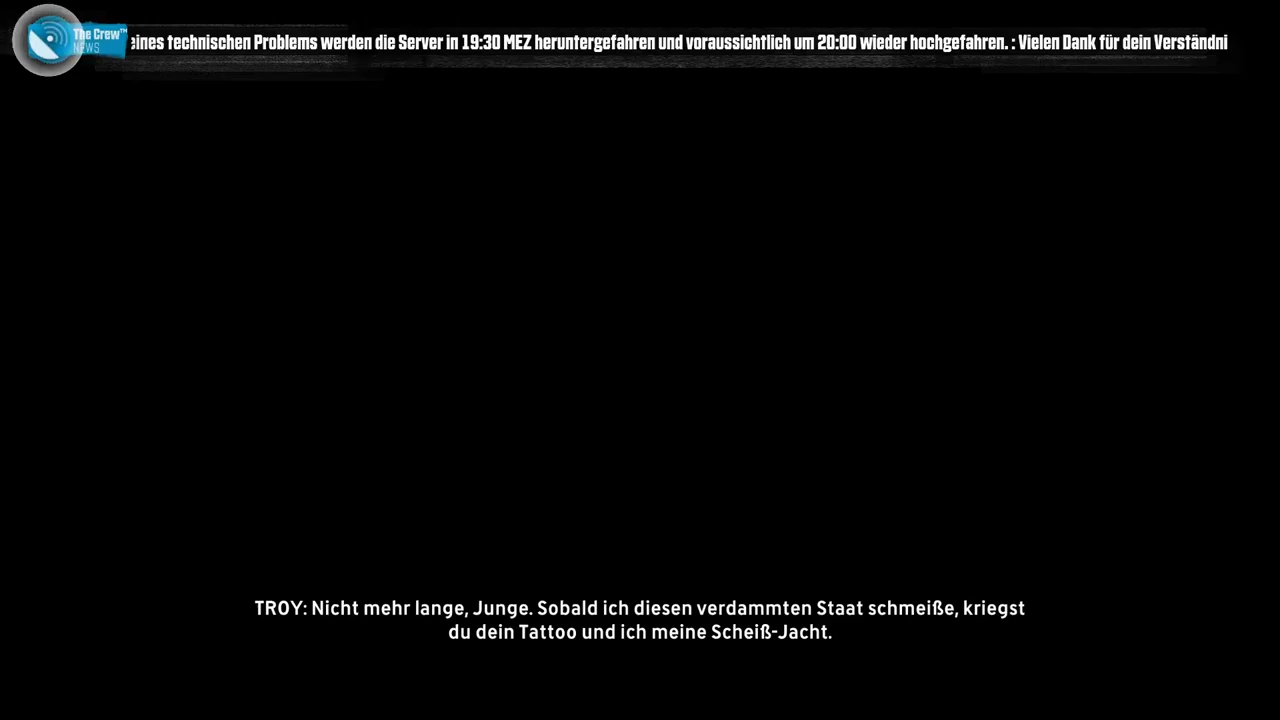 The Crew™
NEWS
eines technischen Problems werden die Server in 19:30 MEZ heruntergefahren und voraussichtlich um 20:00 wieder hochgefahren. : Vielen Dank für dein Verständni
TROY: Nicht mehr lange, Junge. Sobald ich diesen verdammten Staat schmeiße, kriegst
du dein Tattoo und ich meine Scheiß-Jacht.